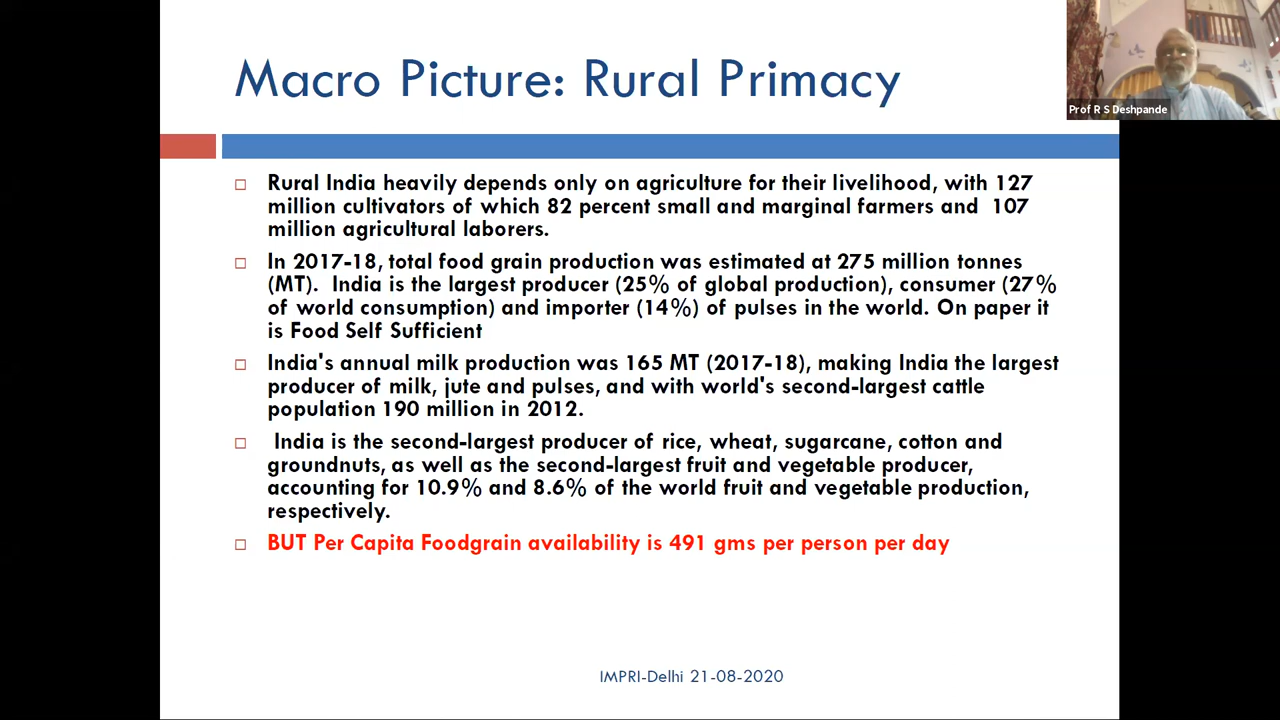 Macro Picture: Rural Primacy
Prof R S Deshpande
Rural India heavily depends only on agriculture for their livelihood, with 127
million cultivators of which 82 percent small and marginal farmers and 107
million agricultural laborers.
In 2017-18, total food grain production was estimated at 275 million tonnes
(MT). India is the largest producer (25% of global production), consumer (27%
of world consumption) and importer (14%) of pulses in the world. On paper it
is Food Self Sufficient
India's annual milk production was 165 MT (2017-18), making India the largest
producer of milk, jute and pulses, and with world's second-largest cattle
population 190 million in 2012.
India is the second-largest producer of rice, wheat, sugarcane, cotton and
groundnuts, as well as the second-largest fruit and vegetable producer,
accounting for 10.9% and 8.6% of the world fruit and vegetable production,
respectively.
BUT Per Capita Foodgrain availability is 491 gms per person per day
IMPRI-Delhi 21-08-2020